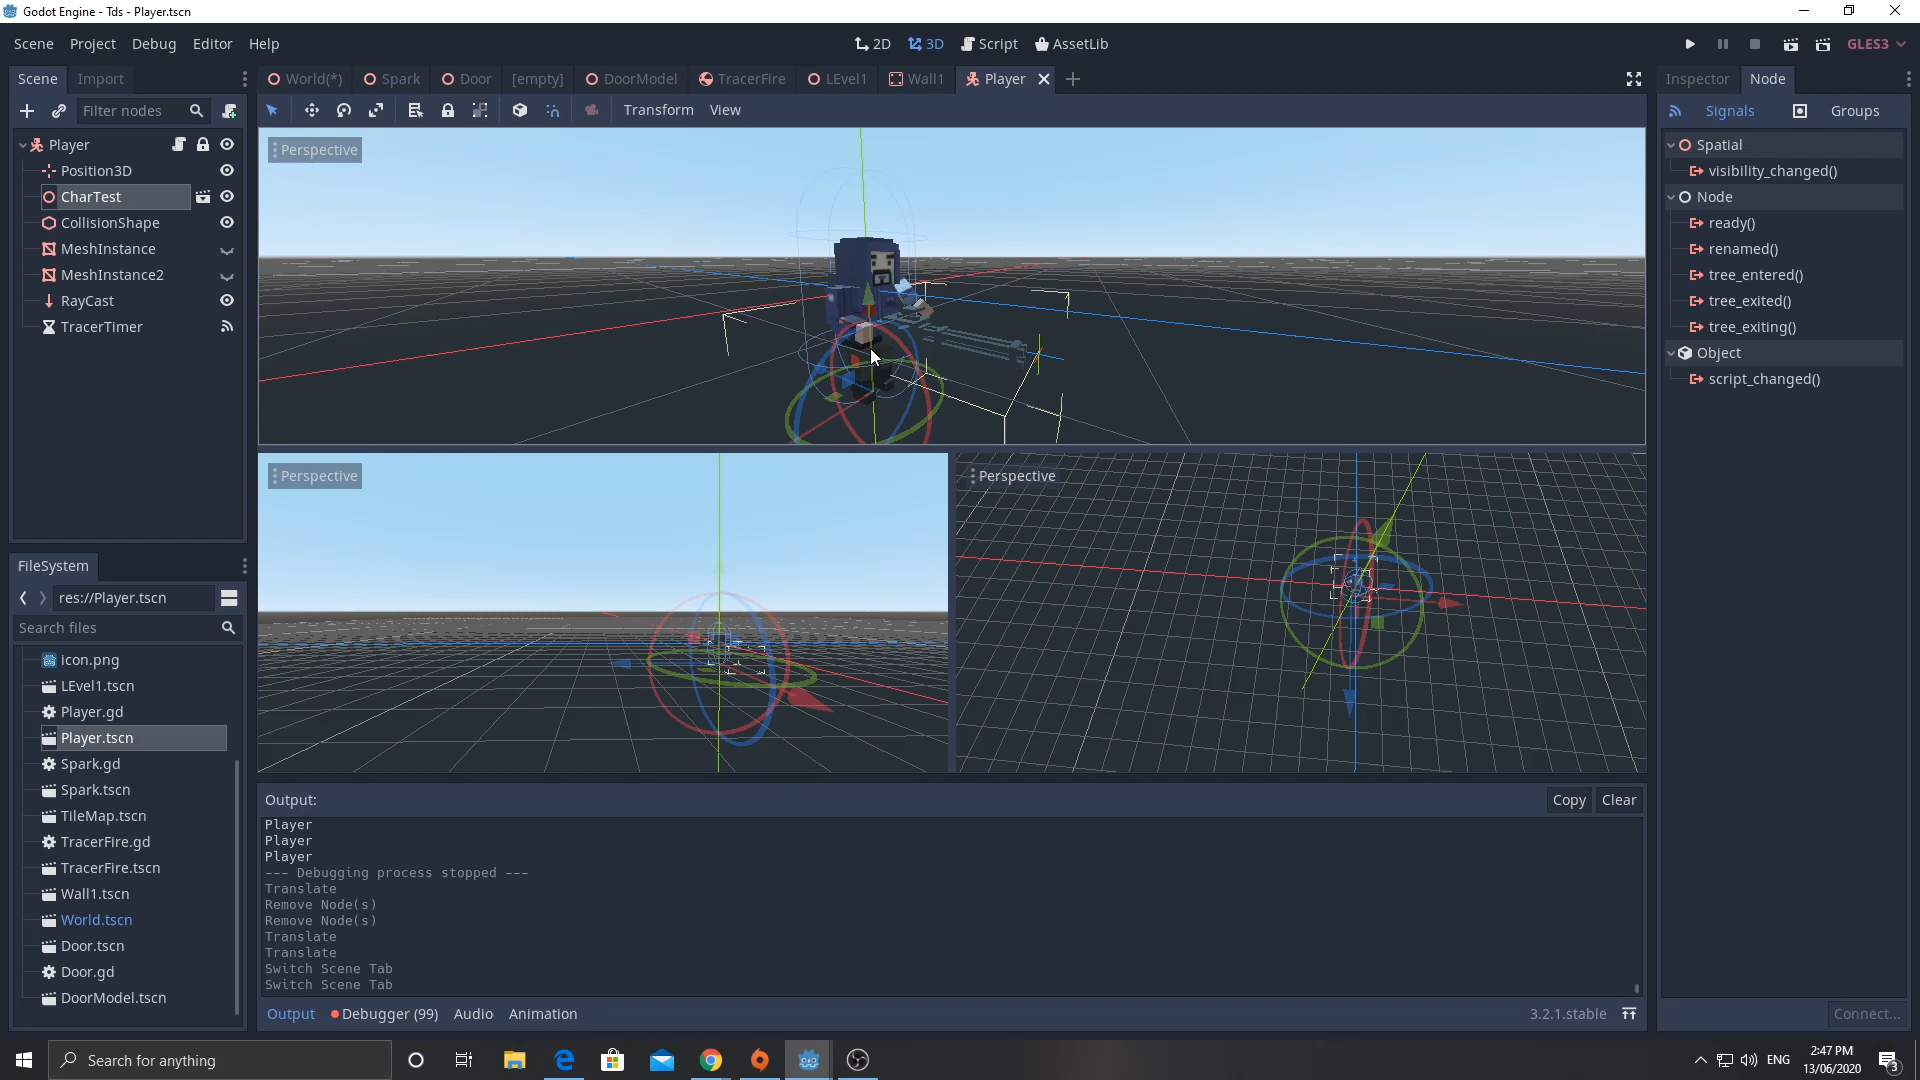 Godot Engine - Tds - Player.tscn
Scene Project Debug Editor Help
2D 3D Script AssetLib
GLES3
Scene Import
World(*) Spark Door [empty] DoorModel TracerFire LEvel1 Wall1 Player
Inspector Node
Filter nodes
Transform View
Signals Groups
Player
Position3D
CharTest
CollisionShape
MeshInstance
MeshInstance2
RayCast
TracerTimer
Perspective
Perspective
Perspective
Spatial
visibility_changed()
Node
ready()
renamed()
tree_entered()
tree_exited()
tree_exiting()
Object
script_changed()
FileSystem
res://Player.tscn
Search files
icon.png
LEvel1.tscn
Player.gd
Player.tscn
Spark.gd
Spark.tscn
TileMap.tscn
TracerFire.gd
TracerFire.tscn
Wall1.tscn
World.tscn
Door.tscn
Door.gd
DoorModel.tscn
Output:
Copy Clear
Player
Player
Player
--- Debugging process stopped ---
Translate
Remove Node(s)
Remove Node(s)
Translate
Translate
Switch Scene Tab
Switch Scene Tab
Output Debugger (99) Audio Animation
3.2.1.stable
Connect...
Search for anything
ENG
2:47 PM
13/06/2020
3